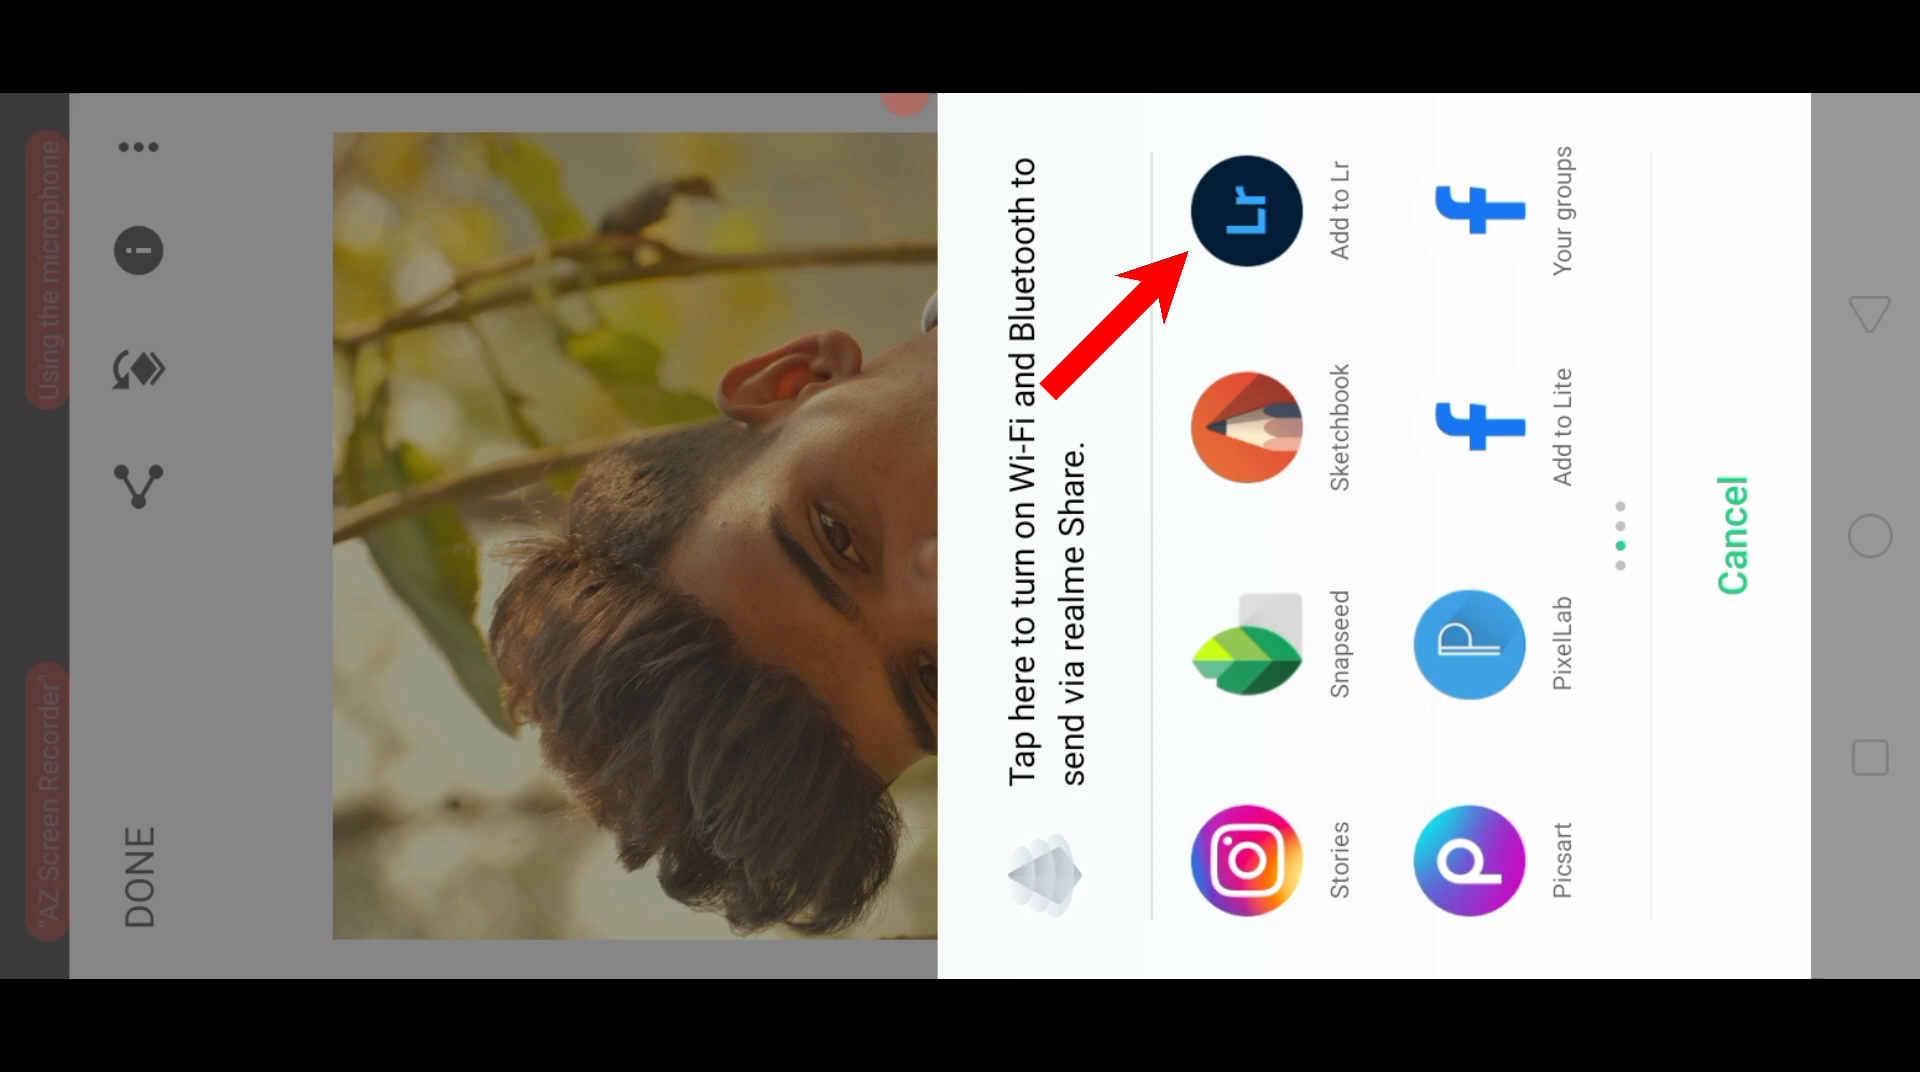 "AZ Screen Recorder"
Using the microphone
DONE
Tap here to turn on Wi-Fi and Bluetooth to
send via realme Share.
Stories
Snapseed
Sketchbook
Lr
Add to Lr
Picsart
PixelLab
Add to Lite
Your groups
Cancel